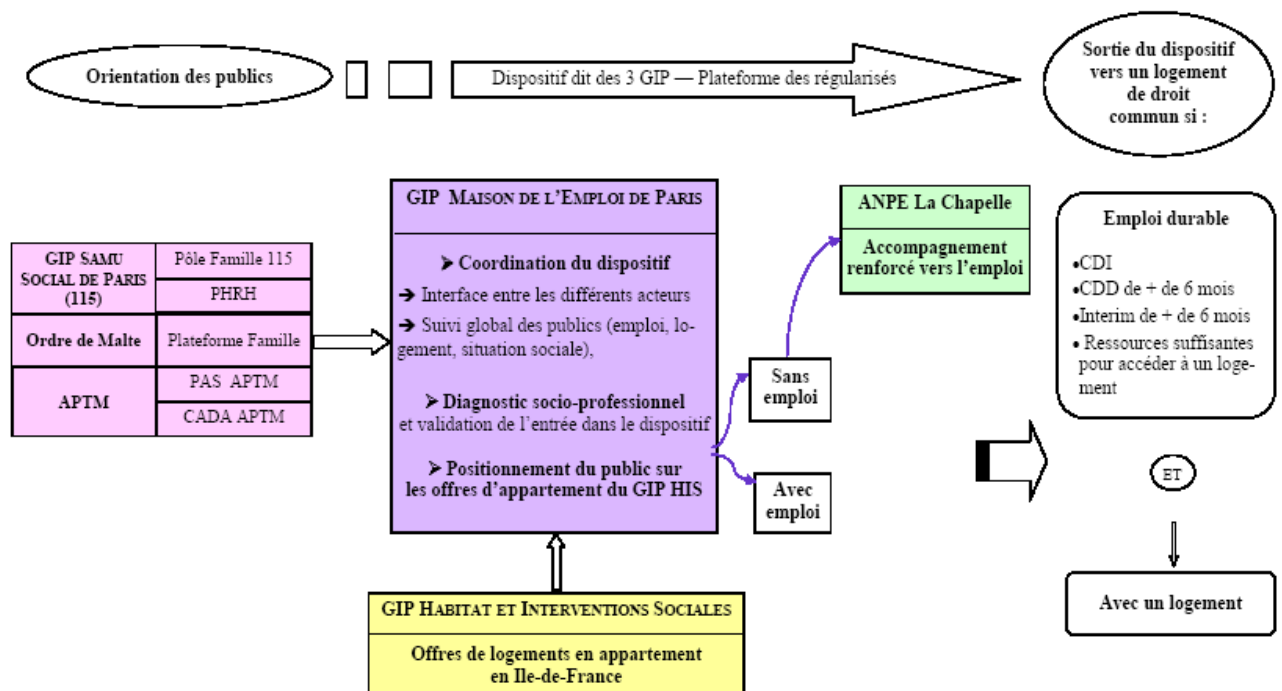 Orientation des publics
Dispositif dit des 3 GIP — Plateforme des régularisés
Sortie du dispositif
vers un logement
de droit
commun si :
GIP SAMU
SOCIAL DE PARIS
(115)
Pôle Famille 115
PHRH
Ordre de Malte
Plateforme Famille
APTM
PAS APTM
CADA APTM
GIP MAISON DE L'EMPLOI DE PARIS
➤ Coordination du dispositif
➔ Interface entre les différents acteurs
➔ Suivi global des publics (emploi, lo-
gement, situation sociale),
➤ Diagnostic socio-professionnel
et validation de l'entrée dans le dispositif
➤ Positionnement du public sur
les offres d'appartement du GIP HIS
GIP HABITAT ET INTERVENTIONS SOCIALES
Offres de logements en appartement
en Ile-de-France
Sans
emploi
Avec
emploi
ANPE La Chapelle
Accompagnement
renforcé vers l'emploi
Emploi durable
•CDI
•CDD de + de 6 mois
•Interim de + de 6 mois
• Ressources suffisantes
pour accéder à un loge-
ment
ET
Avec un logement